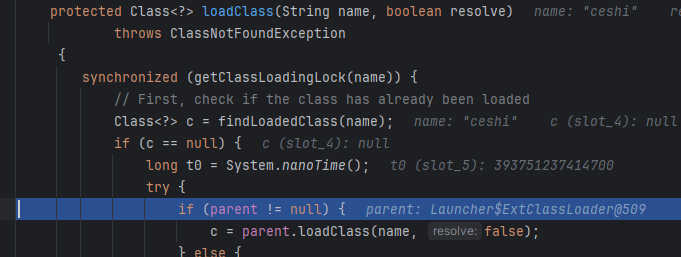 protected Class<?> loadClass(String name, boolean resolve)   name: "ceshi"   re
        throws ClassNotFoundException
{
    synchronized (getClassLoadingLock(name)) {
        // First, check if the class has already been loaded
        Class<?> c = findLoadedClass(name);   name: "ceshi"   c (slot_4): null
        if (c == null) {   c (slot_4): null
            long t0 = System.nanoTime();   t0 (slot_5): 393751237414700
            try {
                if (parent != null) {   parent: Launcher$ExtClassLoader@509
                    c = parent.loadClass(name, resolve: false);
                } else {